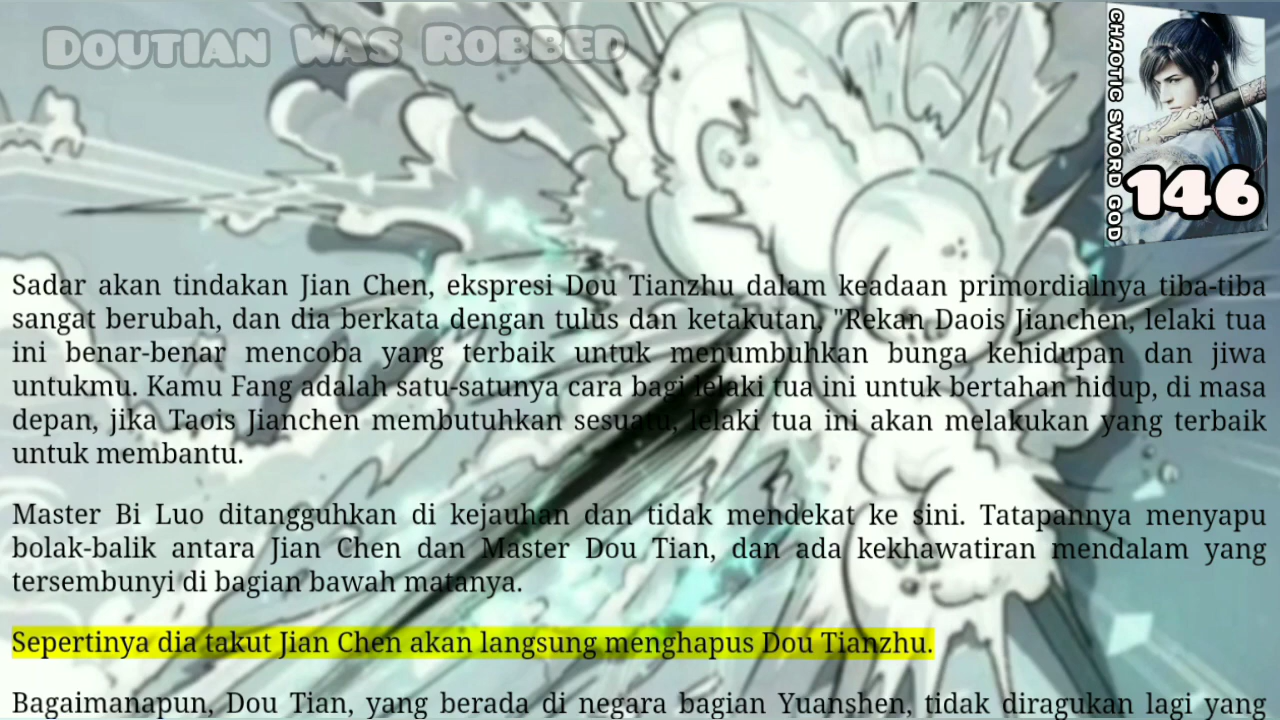 DOUTIAN WAS ROBBED
CHAOTIC SWORD GOD
146
Sadar akan tindakan Jian Chen, ekspresi Dou Tianzhu dalam keadaan primordialnya tiba-tiba
sangat berubah, dan dia berkata dengan tulus dan ketakutan, "Rekan Daois Jianchen, lelaki tua
ini benar-benar mencoba yang terbaik untuk menumbuhkan bunga kehidupan dan jiwa
untukmu. Kamu Fang adalah satu-satunya cara bagi lelaki tua ini untuk bertahan hidup, di masa
depan, jika Taois Jianchen membutuhkan sesuatu, lelaki tua ini akan melakukan yang terbaik
untuk membantu.
Master Bi Luo ditangguhkan di kejauhan dan tidak mendekat ke sini. Tatapannya menyapu
bolak-balik antara Jian Chen dan Master Dou Tian, dan ada kekhawatiran mendalam yang
tersembunyi di bagian bawah matanya.
Sepertinya dia takut Jian Chen akan langsung menghapus Dou Tianzhu.
Bagaimanapun, Dou Tian, yang berada di negara bagian Yuanshen, tidak diragukan lagi yang